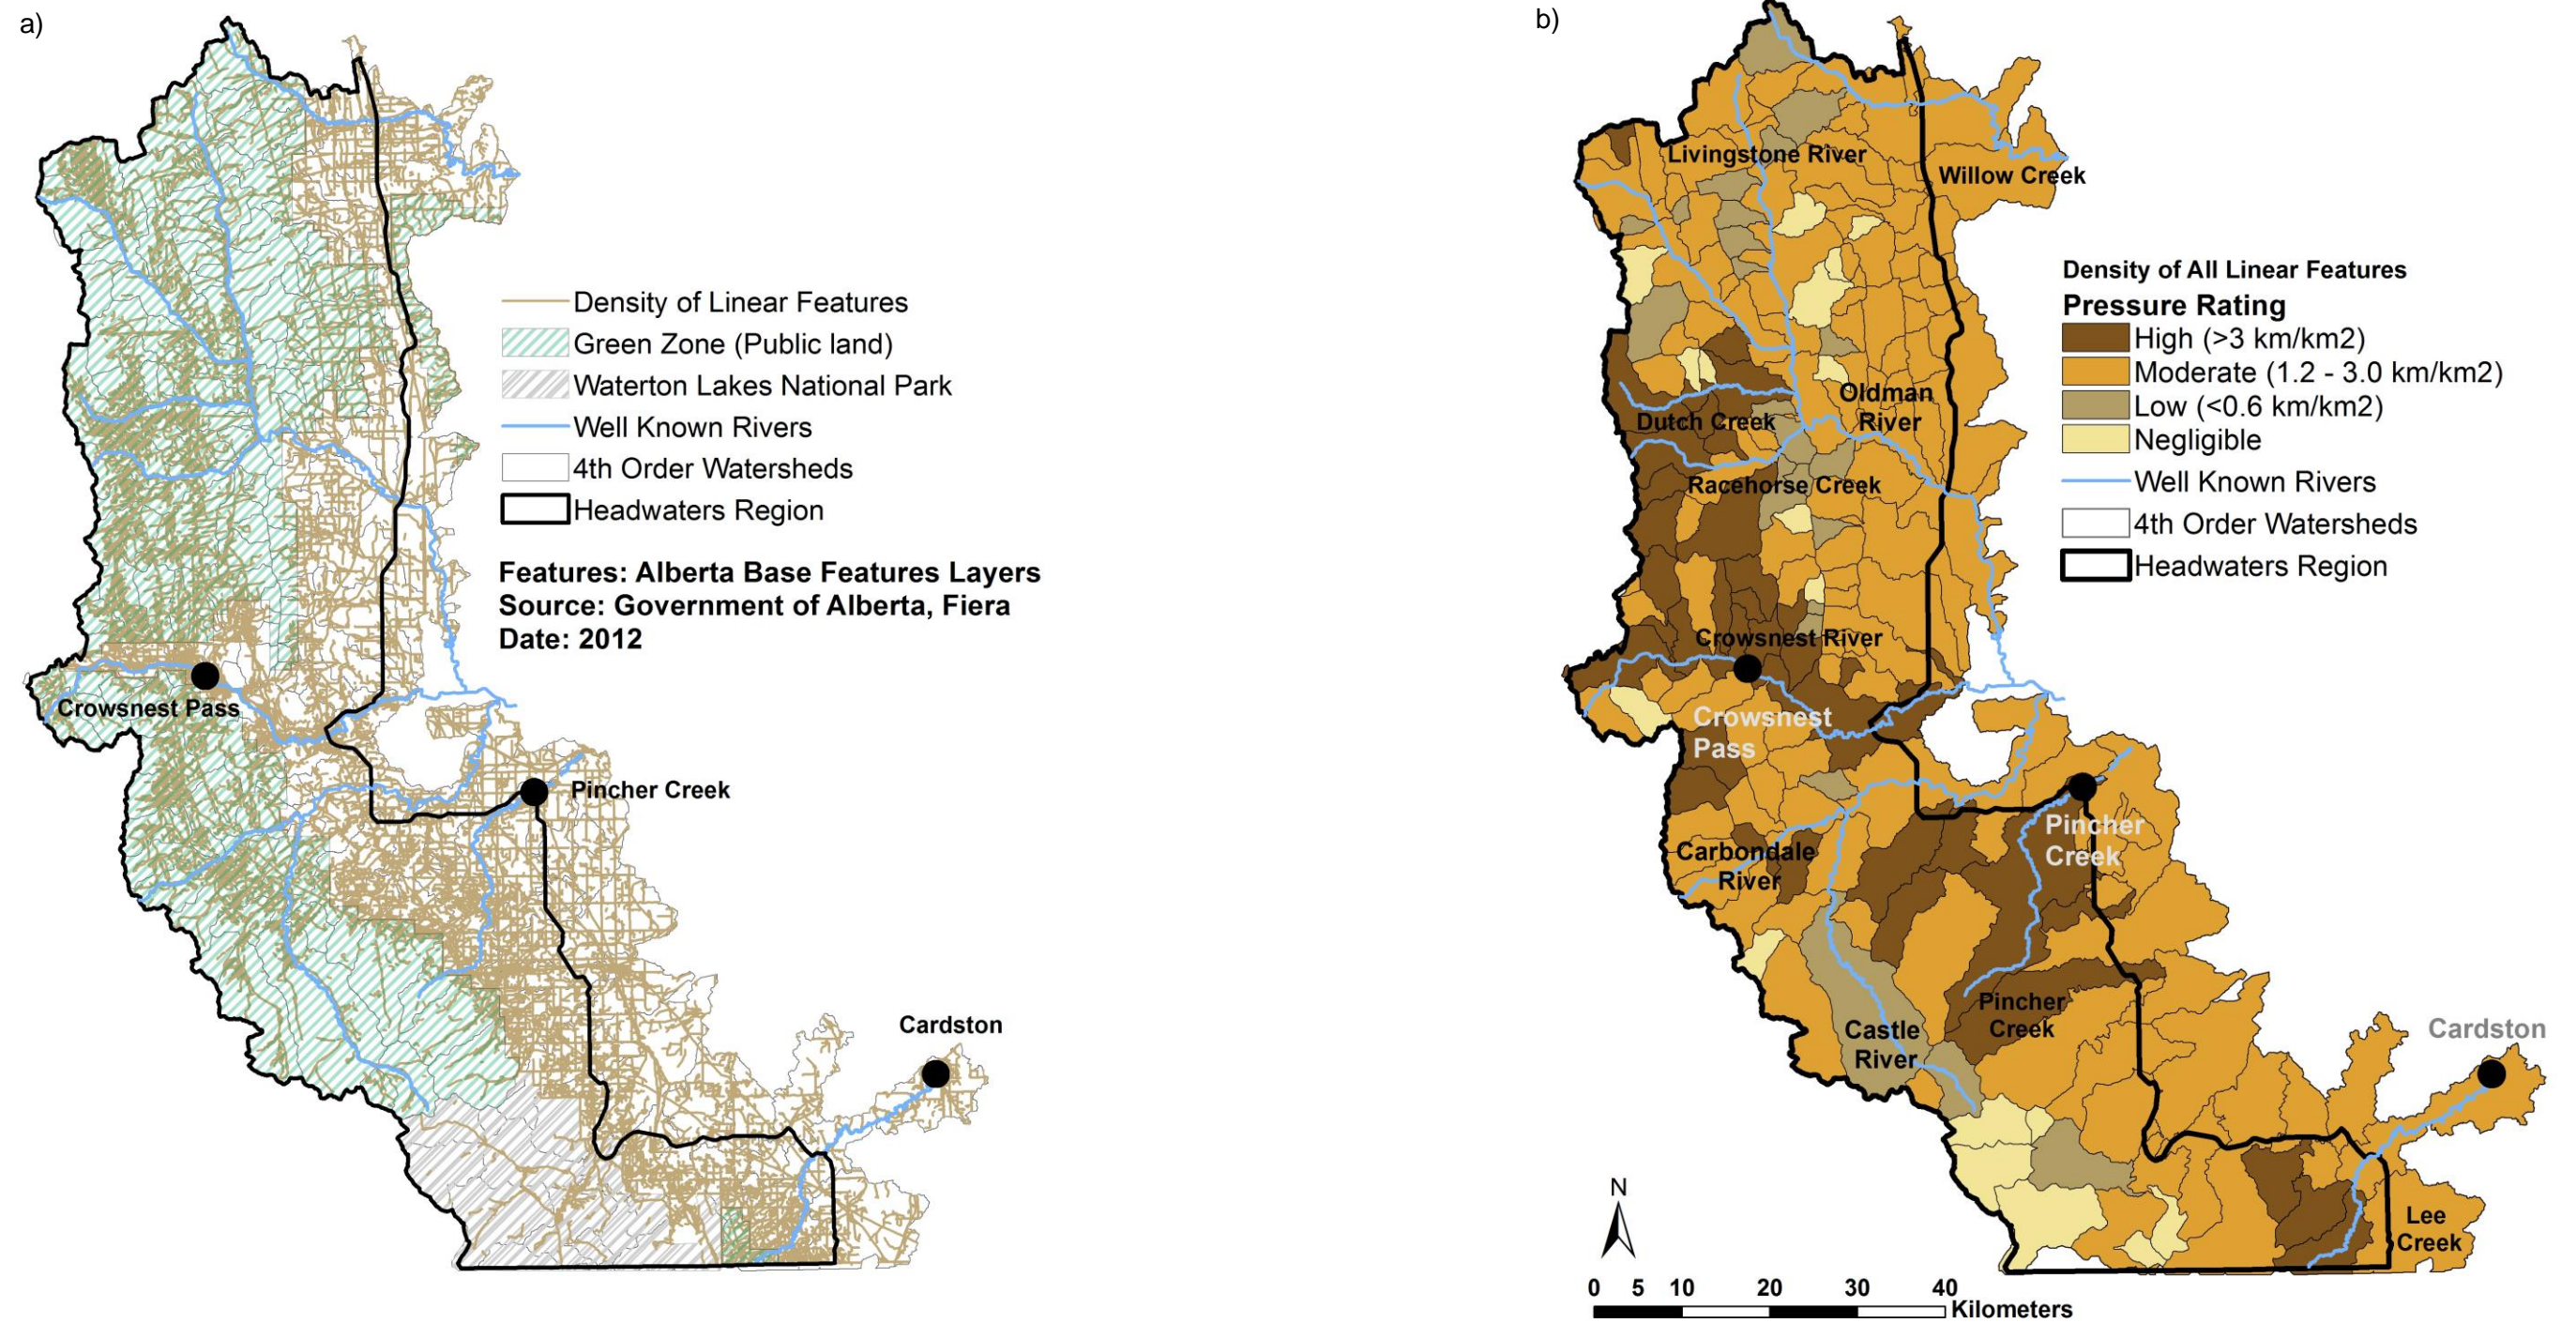 a)
Crowsnest Pass
Pincher Creek
Cardston
Density of Linear Features
Green Zone (Public land)
Waterton Lakes National Park
Well Known Rivers
4th Order Watersheds
Headwaters Region
Features: Alberta Base Features Layers
Source: Government of Alberta, Fiera
Date: 2012
b)
Livingstone River
Willow Creek
Oldman
River
Dutch Creek
Racehorse Creek
Crowsnest River
Crowsnest
Pass
Pincher
Creek
Carbondale
River
Pincher
Creek
Castle
River
Cardston
Lee
Creek
Density of All Linear Features
Pressure Rating
High (>3 km/km2)
Moderate (1.2 - 3.0 km/km2)
Low (<0.6 km/km2)
Negligible
Well Known Rivers
4th Order Watersheds
Headwaters Region
N
0 5 10 20 30 40
Kilometers